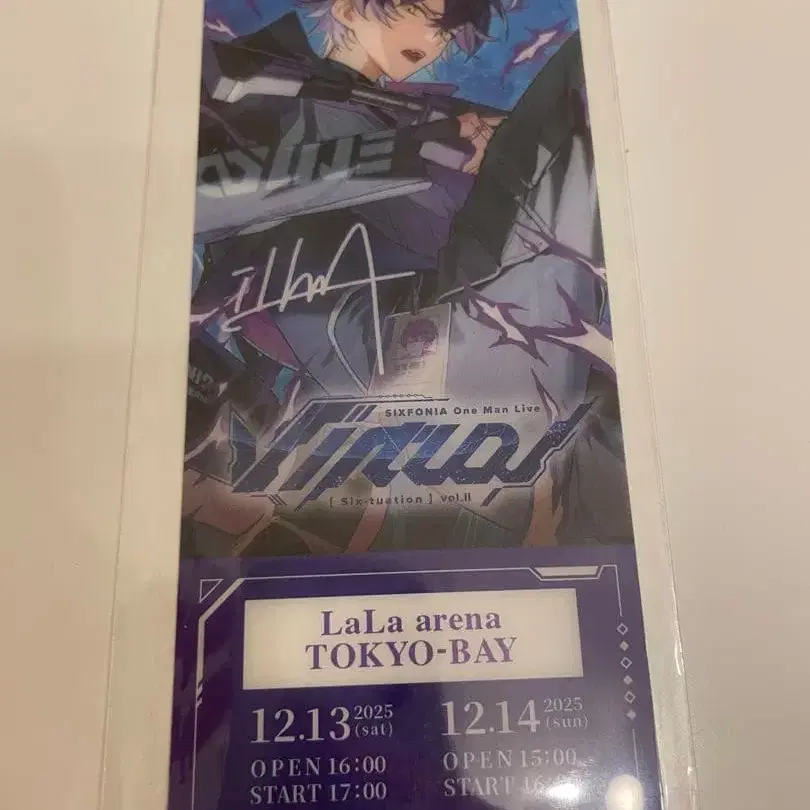 SIXFONIA One Man Live
[ Six-tuation ] vol.II
LaLa arena
TOKYO-BAY
12.13 2025 (sat)
OPEN 16:00
START 17:00
12.14 2025 (sun)
OPEN 15:00
START